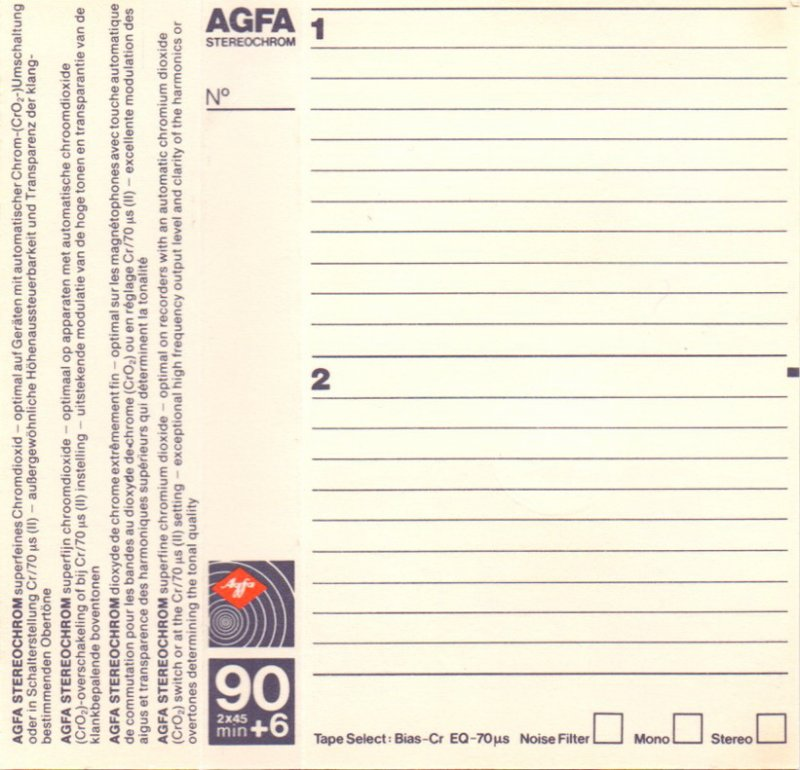 AGFA STEREOCHROM superfeines Chromdioxid – optimal auf Geräten mit automatischer Chrom-(CrO₂-)Umschaltung
oder in Schalterstellung Cr/70 µs (II) – außergewöhnliche Höhenaussteuerbarkeit und Transparenz der klang-
bestimmenden Obertöne
AGFA STEREOCHROM superfijn chroomdioxide – optimaal op apparaten met automatische chroomdioxide
(CrO₂)-overschakeling of bij Cr/70 µs (II) instelling – uitstekende modulatie van de hoge tonen en transparantie van de
klankbepalende boventonen
AGFA STEREOCHROM dioxyde de chrome extrêmement fin – optimal sur les magnétophones avec touche automatique
de commutation pour les bandes au dioxyde de chrome (CrO₂) ou en réglage Cr/70 µs (II) – excellente modulation des
aigus et transparence des harmoniques supérieurs qui déterminent la tonalité
AGFA STEREOCHROM superfine chromium dioxide – optimal on recorders with an automatic chromium dioxide
(CrO₂) switch or at the Cr/70 µs (II) setting – exceptional high frequency output level and clarity of the harmonics or
overtones determining the tonal quality
AGFA
STEREOCHROM
Nº
Agfa
90
2x45
min +6
1
2
Tape Select: Bias-Cr EQ-70µs Noise Filter Mono Stereo